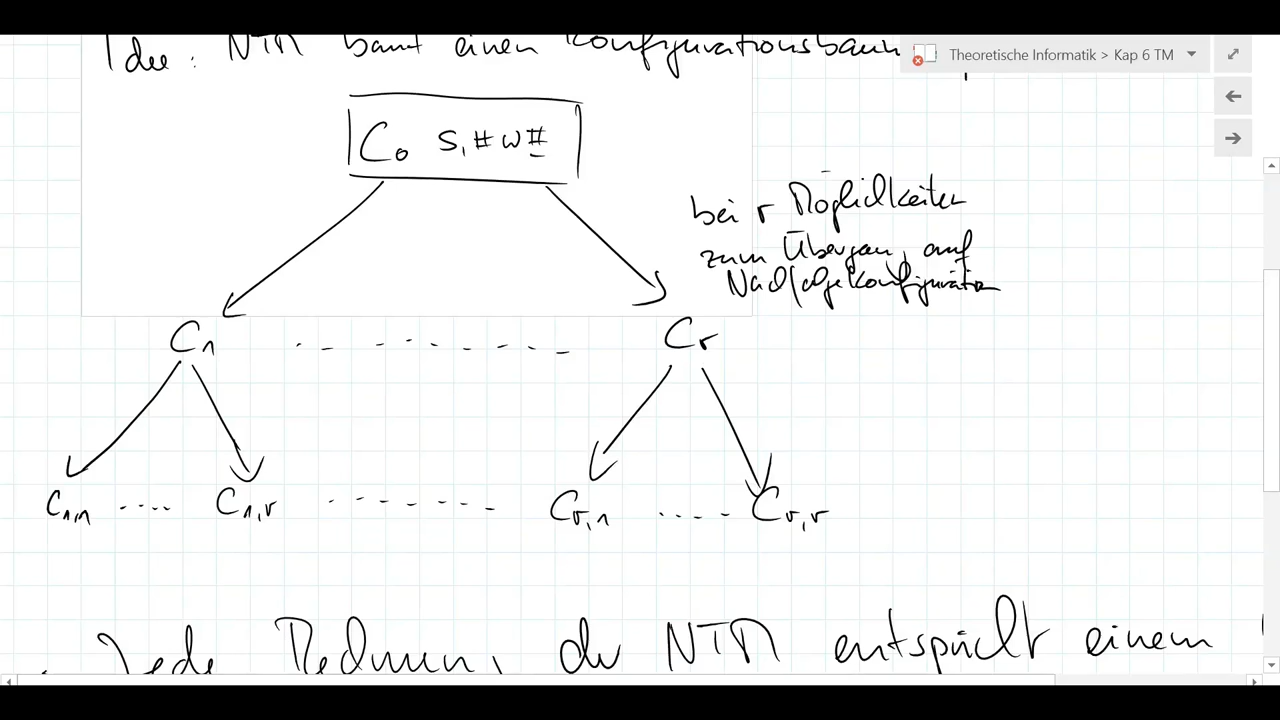 Idee: NTM baut einen Konfigurationsbaum
Theoretische Informatik > Kap 6 TM
C₀ s, # w #
bei r Möglichkeiten
zum Übergang auf
Nachfolgekonfiguration
C₁ . . . . . . . . Cᵣ
C₁,₁ ..... C₁,ᵣ . . . . . . . Cᵣ,₁ ..... Cᵣ,ᵣ
Jede Rechnung der NTM entspricht einem